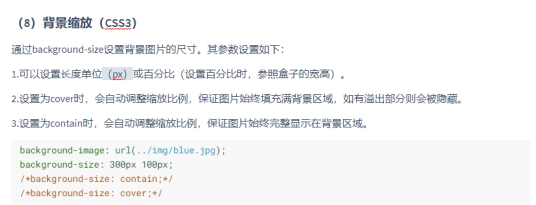 （8）背景缩放（CSS3）
通过background-size设置背景图片的尺寸。其参数设置如下：
1.可以设置长度单位（px）或百分比（设置百分比时，参照盒子的宽高）。
2.设置为cover时，会自动调整缩放比例，保证图片始终填充满背景区域，如有溢出部分则会被隐藏。
3.设置为contain时，会自动调整缩放比例，保证图片始终完整显示在背景区域。
background-image: url(../img/blue.jpg);
background-size: 300px 100px;
/*background-size: contain;*/
/*background-size: cover;*/